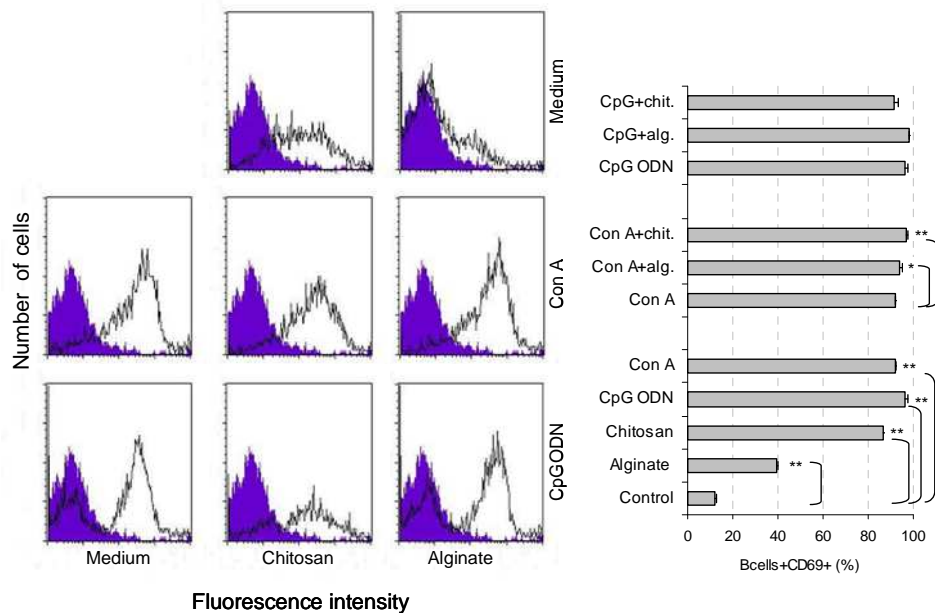 Medium
Con A
CpGODN
Number of cells
Medium
Chitosan
Alginate
Fluorescence intensity
CpG+chit.
CpG+alg.
CpG ODN
Con A+chit. **
Con A+alg. *
Con A
Con A **
CpG ODN **
Chitosan **
Alginate **
Control
0 20 40 60 80 100
Bcells+CD69+ (%)